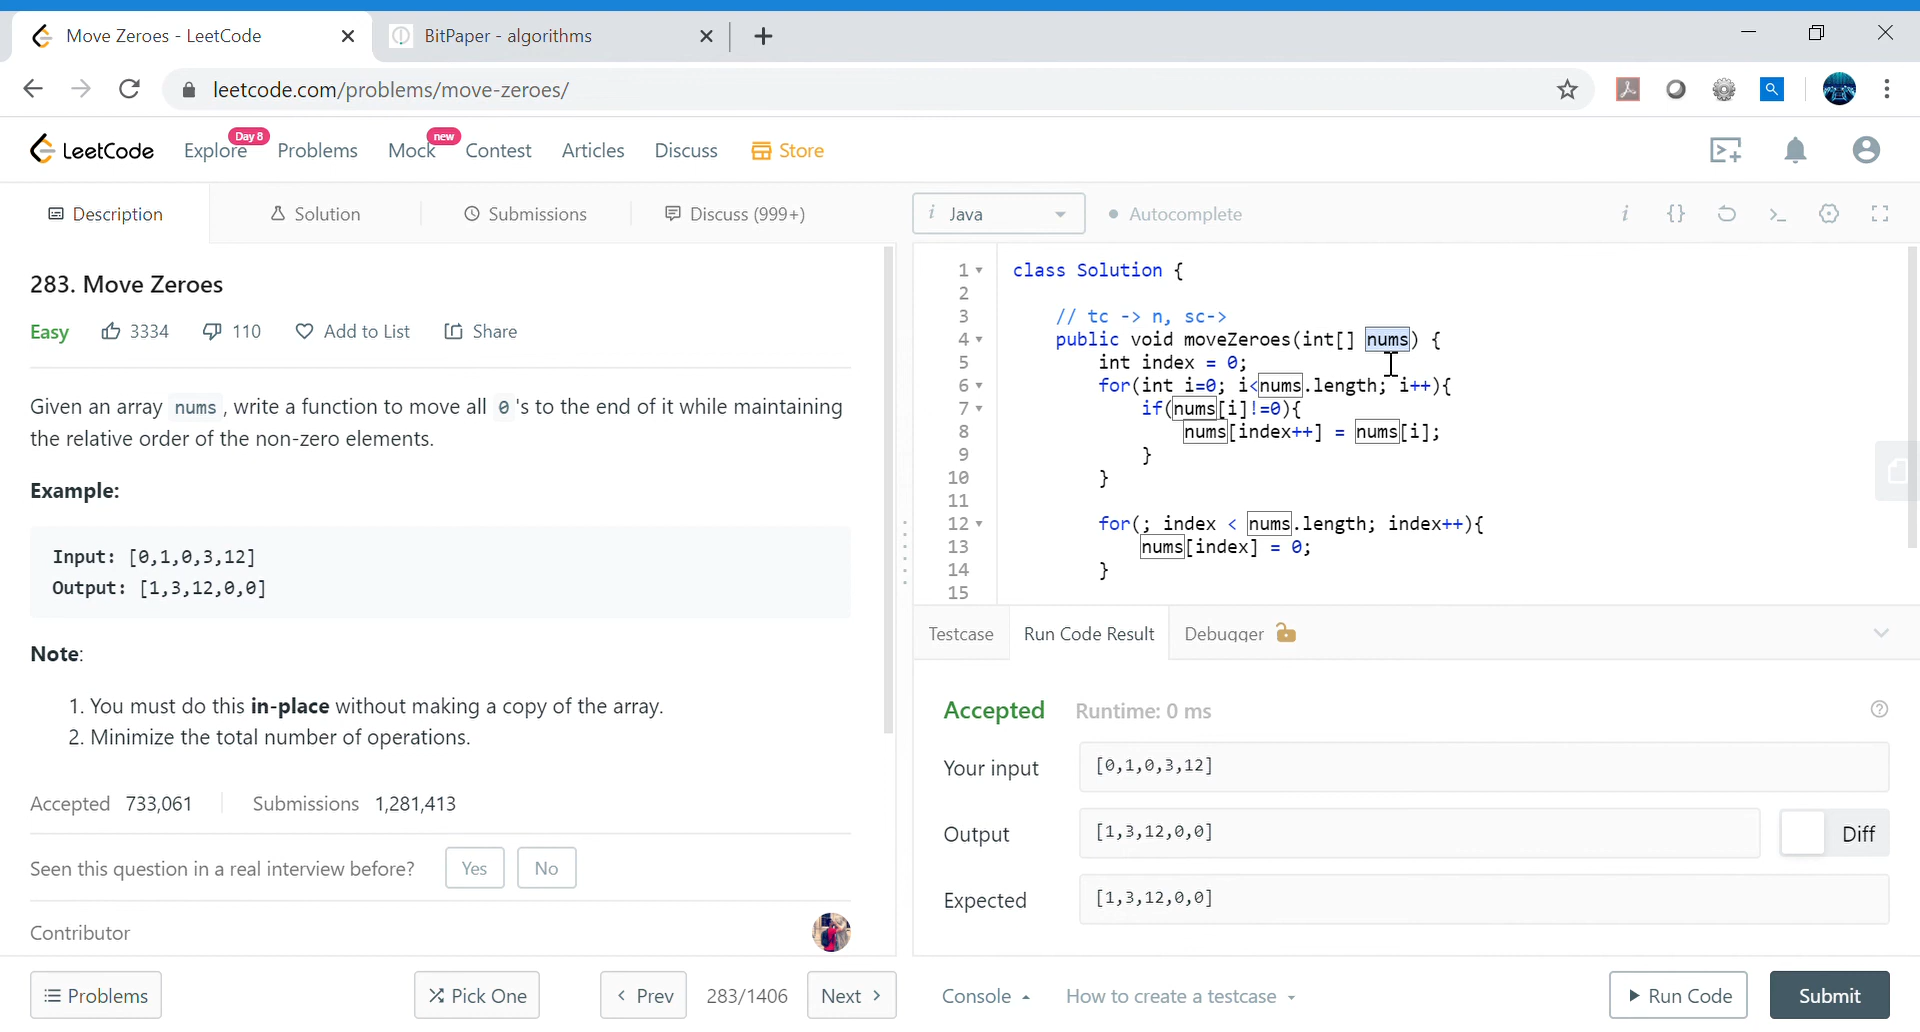 Move Zeroes - LeetCode
BitPaper - algorithms
leetcode.com/problems/move-zeroes/
LeetCode
Explore
Day 8
Problems
Mock
new
Contest
Articles
Discuss
Store
Description
Solution
Submissions
Discuss (999+)
283. Move Zeroes
Easy
3334
110
Add to List
Share
Given an array nums, write a function to move all 0's to the end of it while maintaining
the relative order of the non-zero elements.
Example:
Input: [0,1,0,3,12]
Output: [1,3,12,0,0]
Note:
1. You must do this in-place without making a copy of the array.
2. Minimize the total number of operations.
Accepted 733,061
Submissions 1,281,413
Seen this question in a real interview before?
Yes
No
Contributor
Problems
Pick One
Prev
283/1406
Next
i Java
Autocomplete
i {}
1 class Solution {
2
3 // tc -> n, sc->
4 public void moveZeroes(int[] nums) {
5 int index = 0;
6 for(int i=0; i<nums.length; i++){
7 if(nums[i]!=0){
8 nums[index++] = nums[i];
9 }
10 }
11
12 for(; index < nums.length; index++){
13 nums[index] = 0;
14 }
15
Testcase
Run Code Result
Debugger
Accepted
Runtime: 0 ms
Your input
[0,1,0,3,12]
Output
[1,3,12,0,0]
Diff
Expected
[1,3,12,0,0]
Console
How to create a testcase
Run Code
Submit